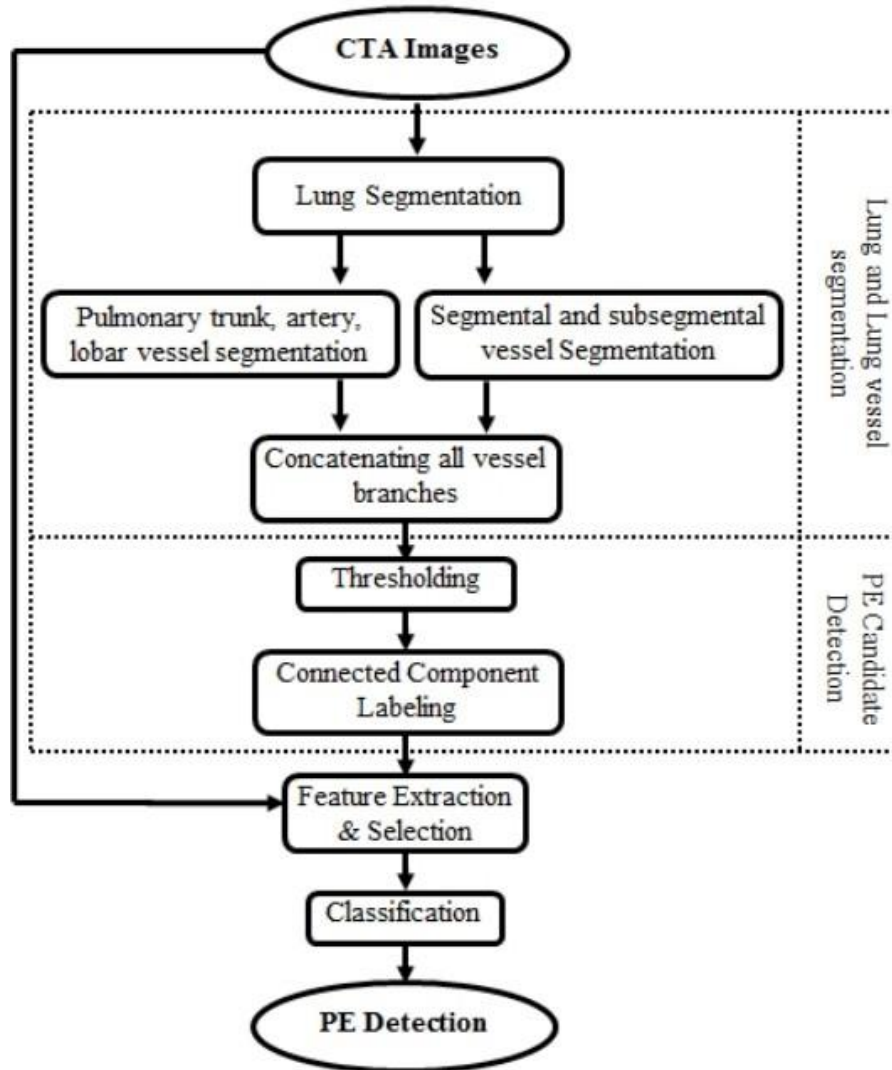 CTA Images
Lung Segmentation
Pulmonary trunk, artery,
lobar vessel segmentation
Segmental and subsegmental
vessel Segmentation
Concatenating all vessel
branches
Lung and Lung vessel
segmentation
Thresholding
Connected Component
Labeling
PE Candidate
Detection
Feature Extraction
& Selection
Classification
PE Detection